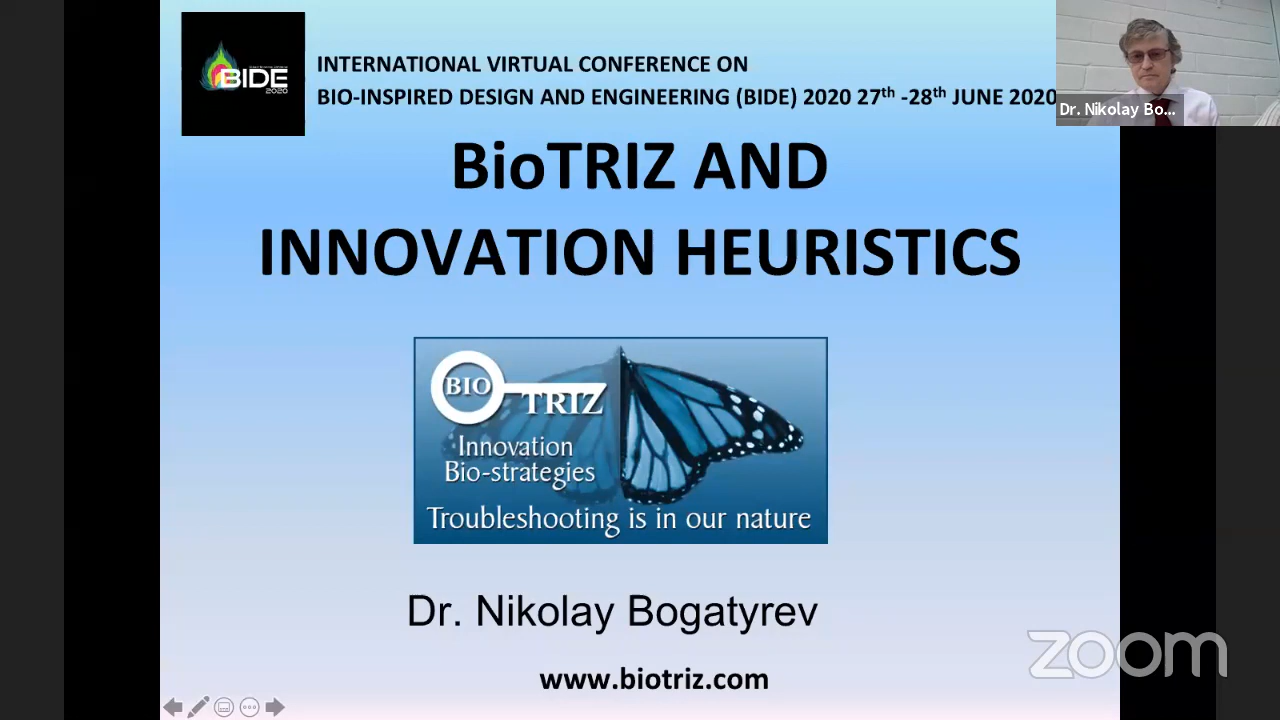 BIDE
2020
INTERNATIONAL VIRTUAL CONFERENCE ON
BIO-INSPIRED DESIGN AND ENGINEERING (BIDE) 2020 27th -28th JUNE 2020
Dr. Nikolay Bo...
BioTRIZ AND
INNOVATION HEURISTICS
BIO
TRIZ
Innovation
Bio-strategies
Troubleshooting is in our nature
Dr. Nikolay Bogatyrev
zoom
www.biotriz.com